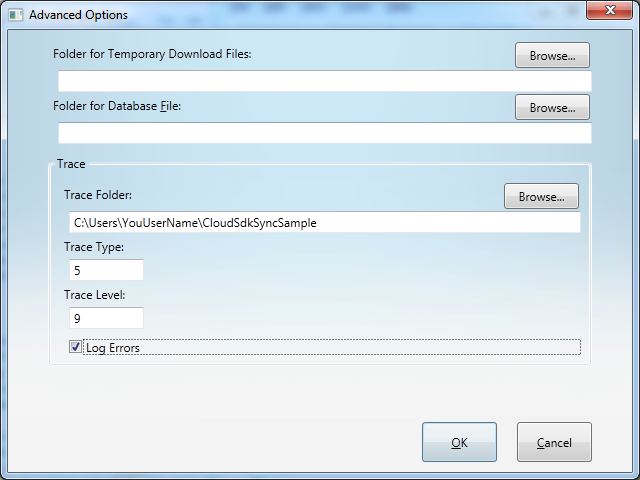 Advanced Options
Folder for Temporary Download Files:
Browse...
Folder for Database File:
Browse...
Trace
Trace Folder:
Browse...
C:\Users\YouUserName\CloudSdkSyncSample
Trace Type:
5
Trace Level:
9
Log Errors
OK
Cancel